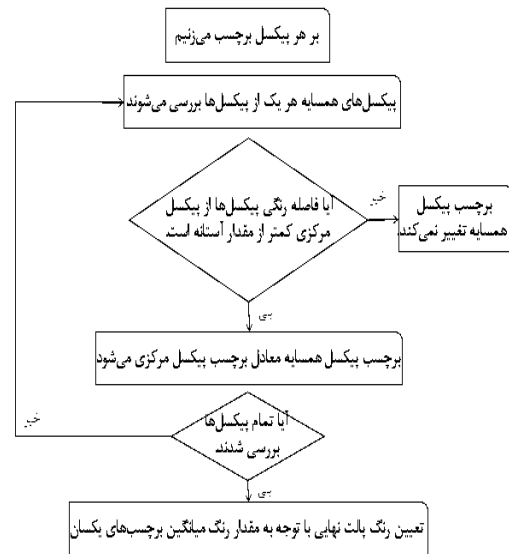 بر هر پیکسل برچسب می‌زنیم
پیکسل‌های همسایه هر یک از پیکسل‌ها بررسی می‌شوند
آیا فاصله رنگی پیکسل‌ها از پیکسل
مرکزی کمتر از مقدار آستانه است.
خیر
برچسب پیکسل
همسایه تغییر نمی‌کند.
بلی
برچسب پیکسل همسایه معادل برچسب پیکسل مرکزی می‌شود
آیا تمام پیکسل‌ها
بررسی شدند.
خیر
بلی
تعیین رنگ پالت نهایی با توجه به مقدار رنگ میانگین برچسب‌های یکسان